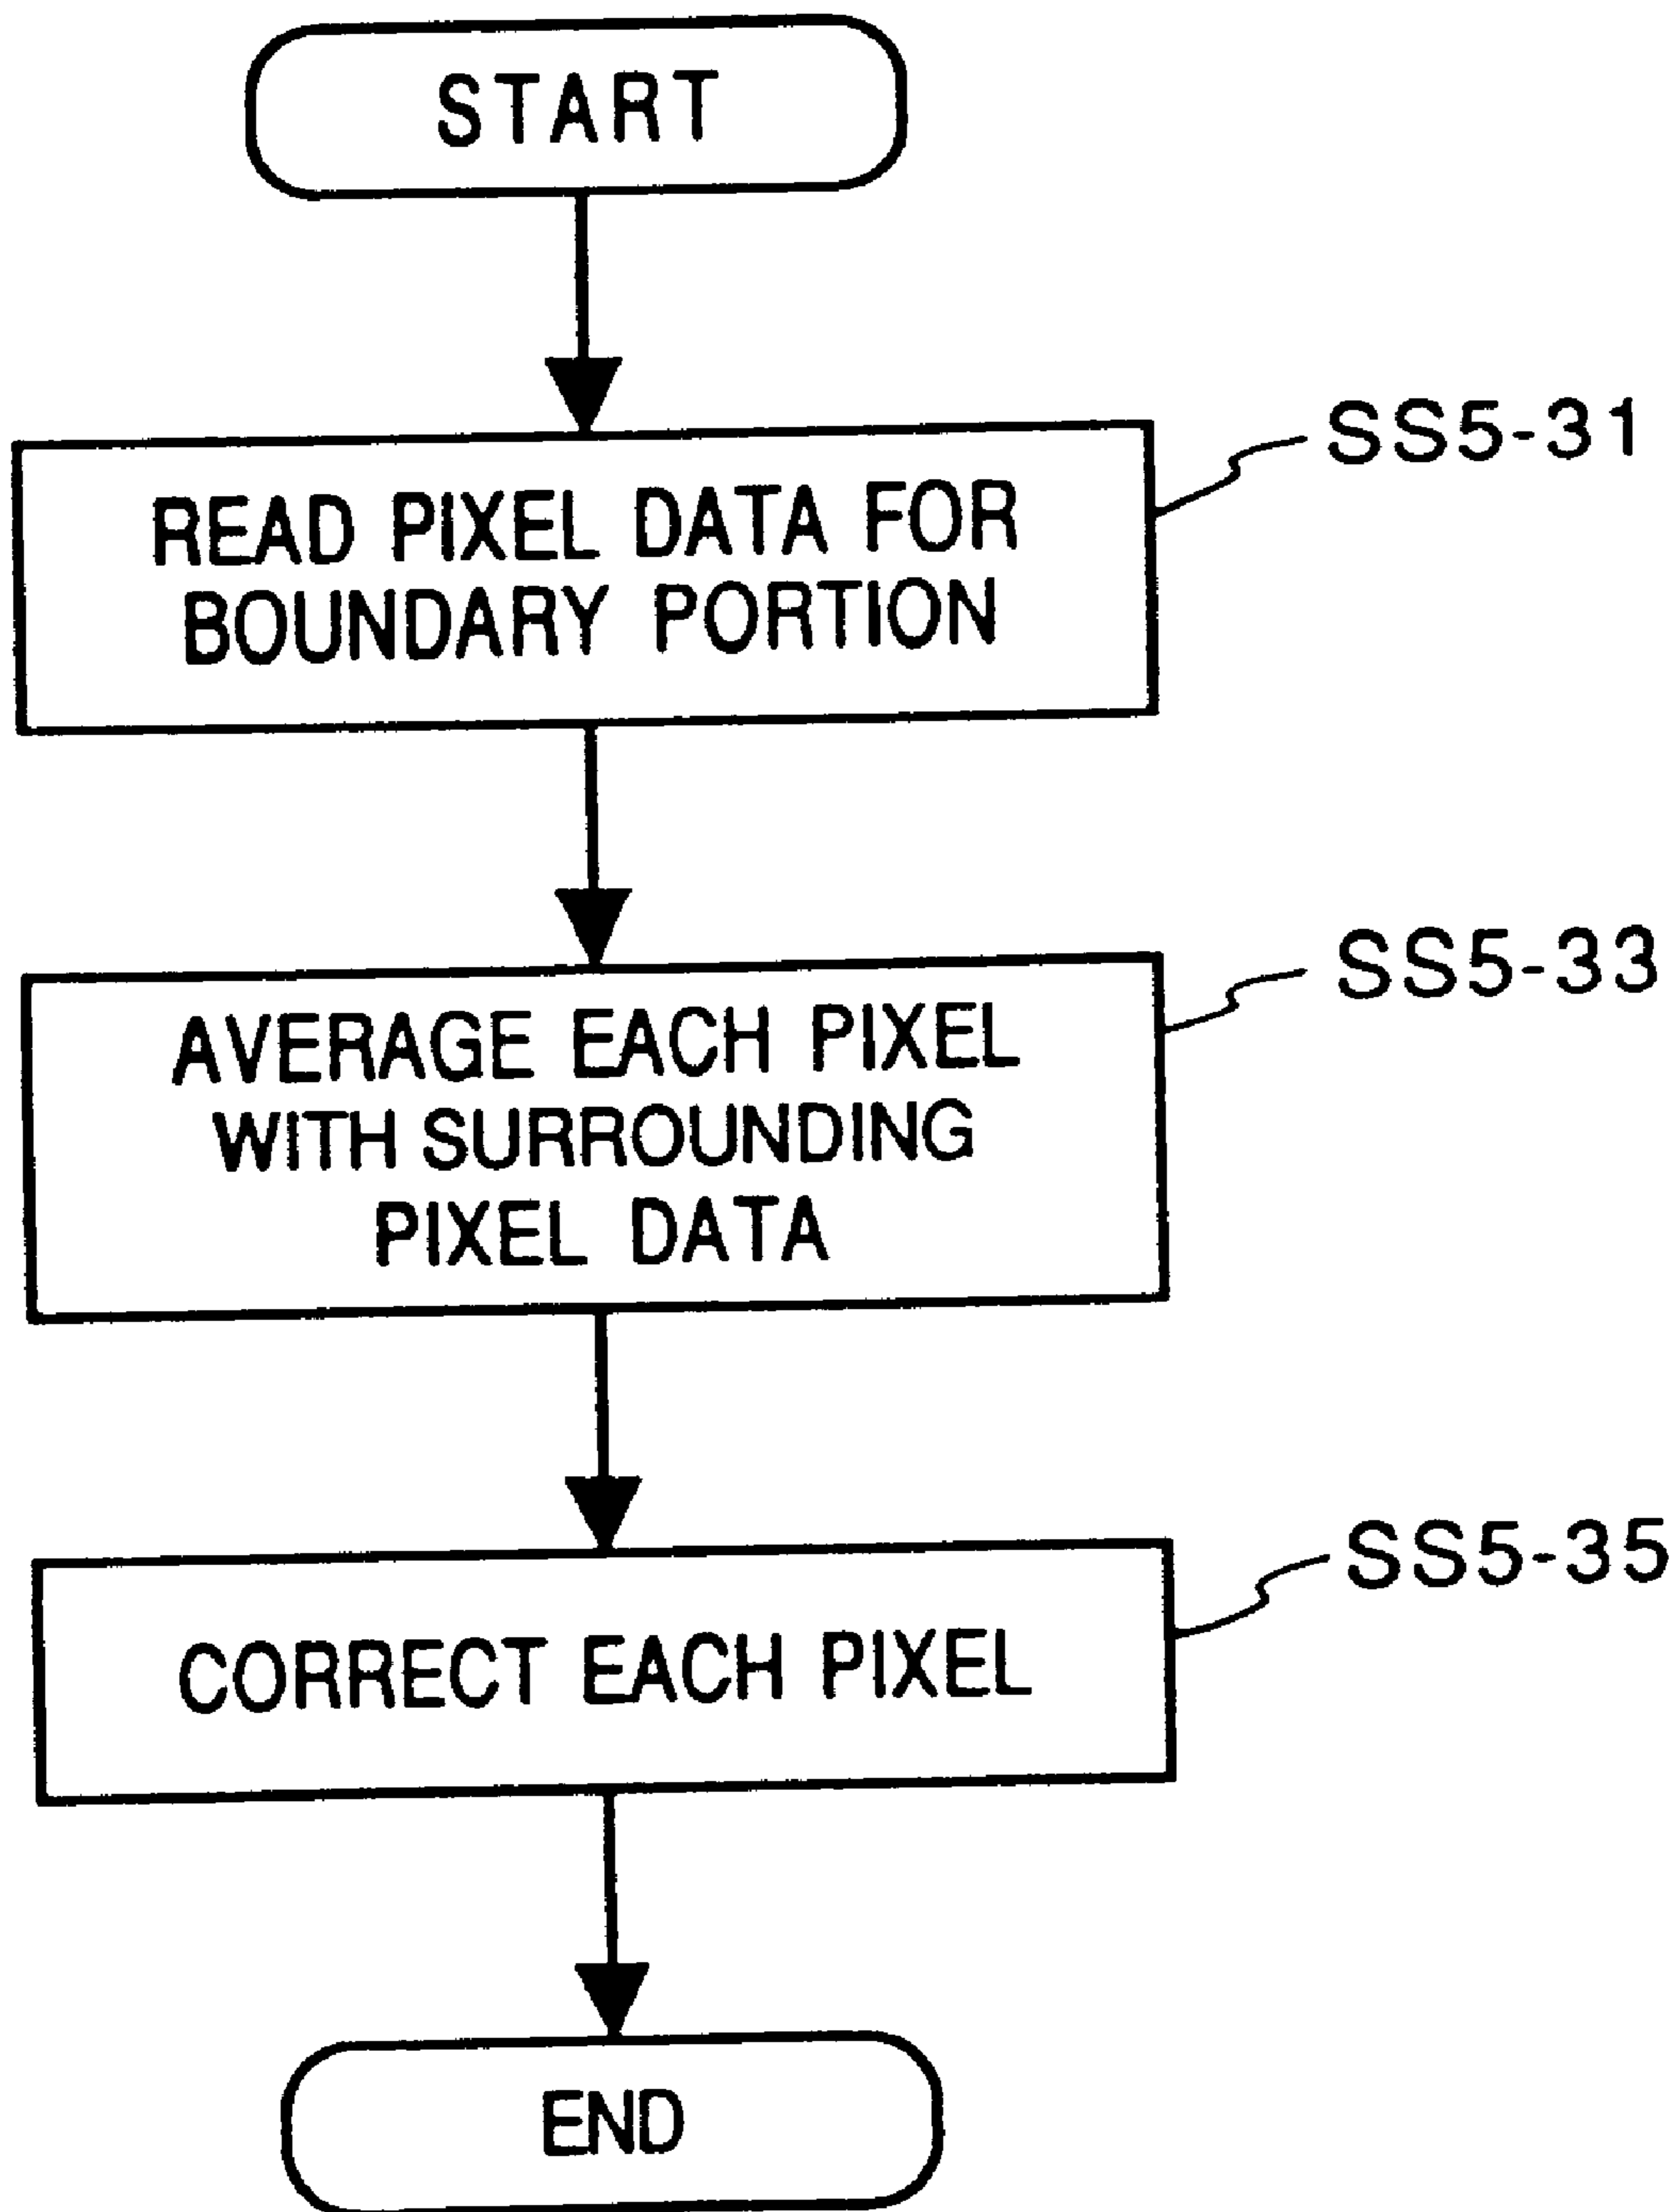 START
SS5-31
READ PIXEL DATA FOR
BOUNDARY PORTION
SS5-33
AVERAGE EACH PIXEL
WITH SURROUNDING
PIXEL DATA
SS5-35
CORRECT EACH PIXEL
END